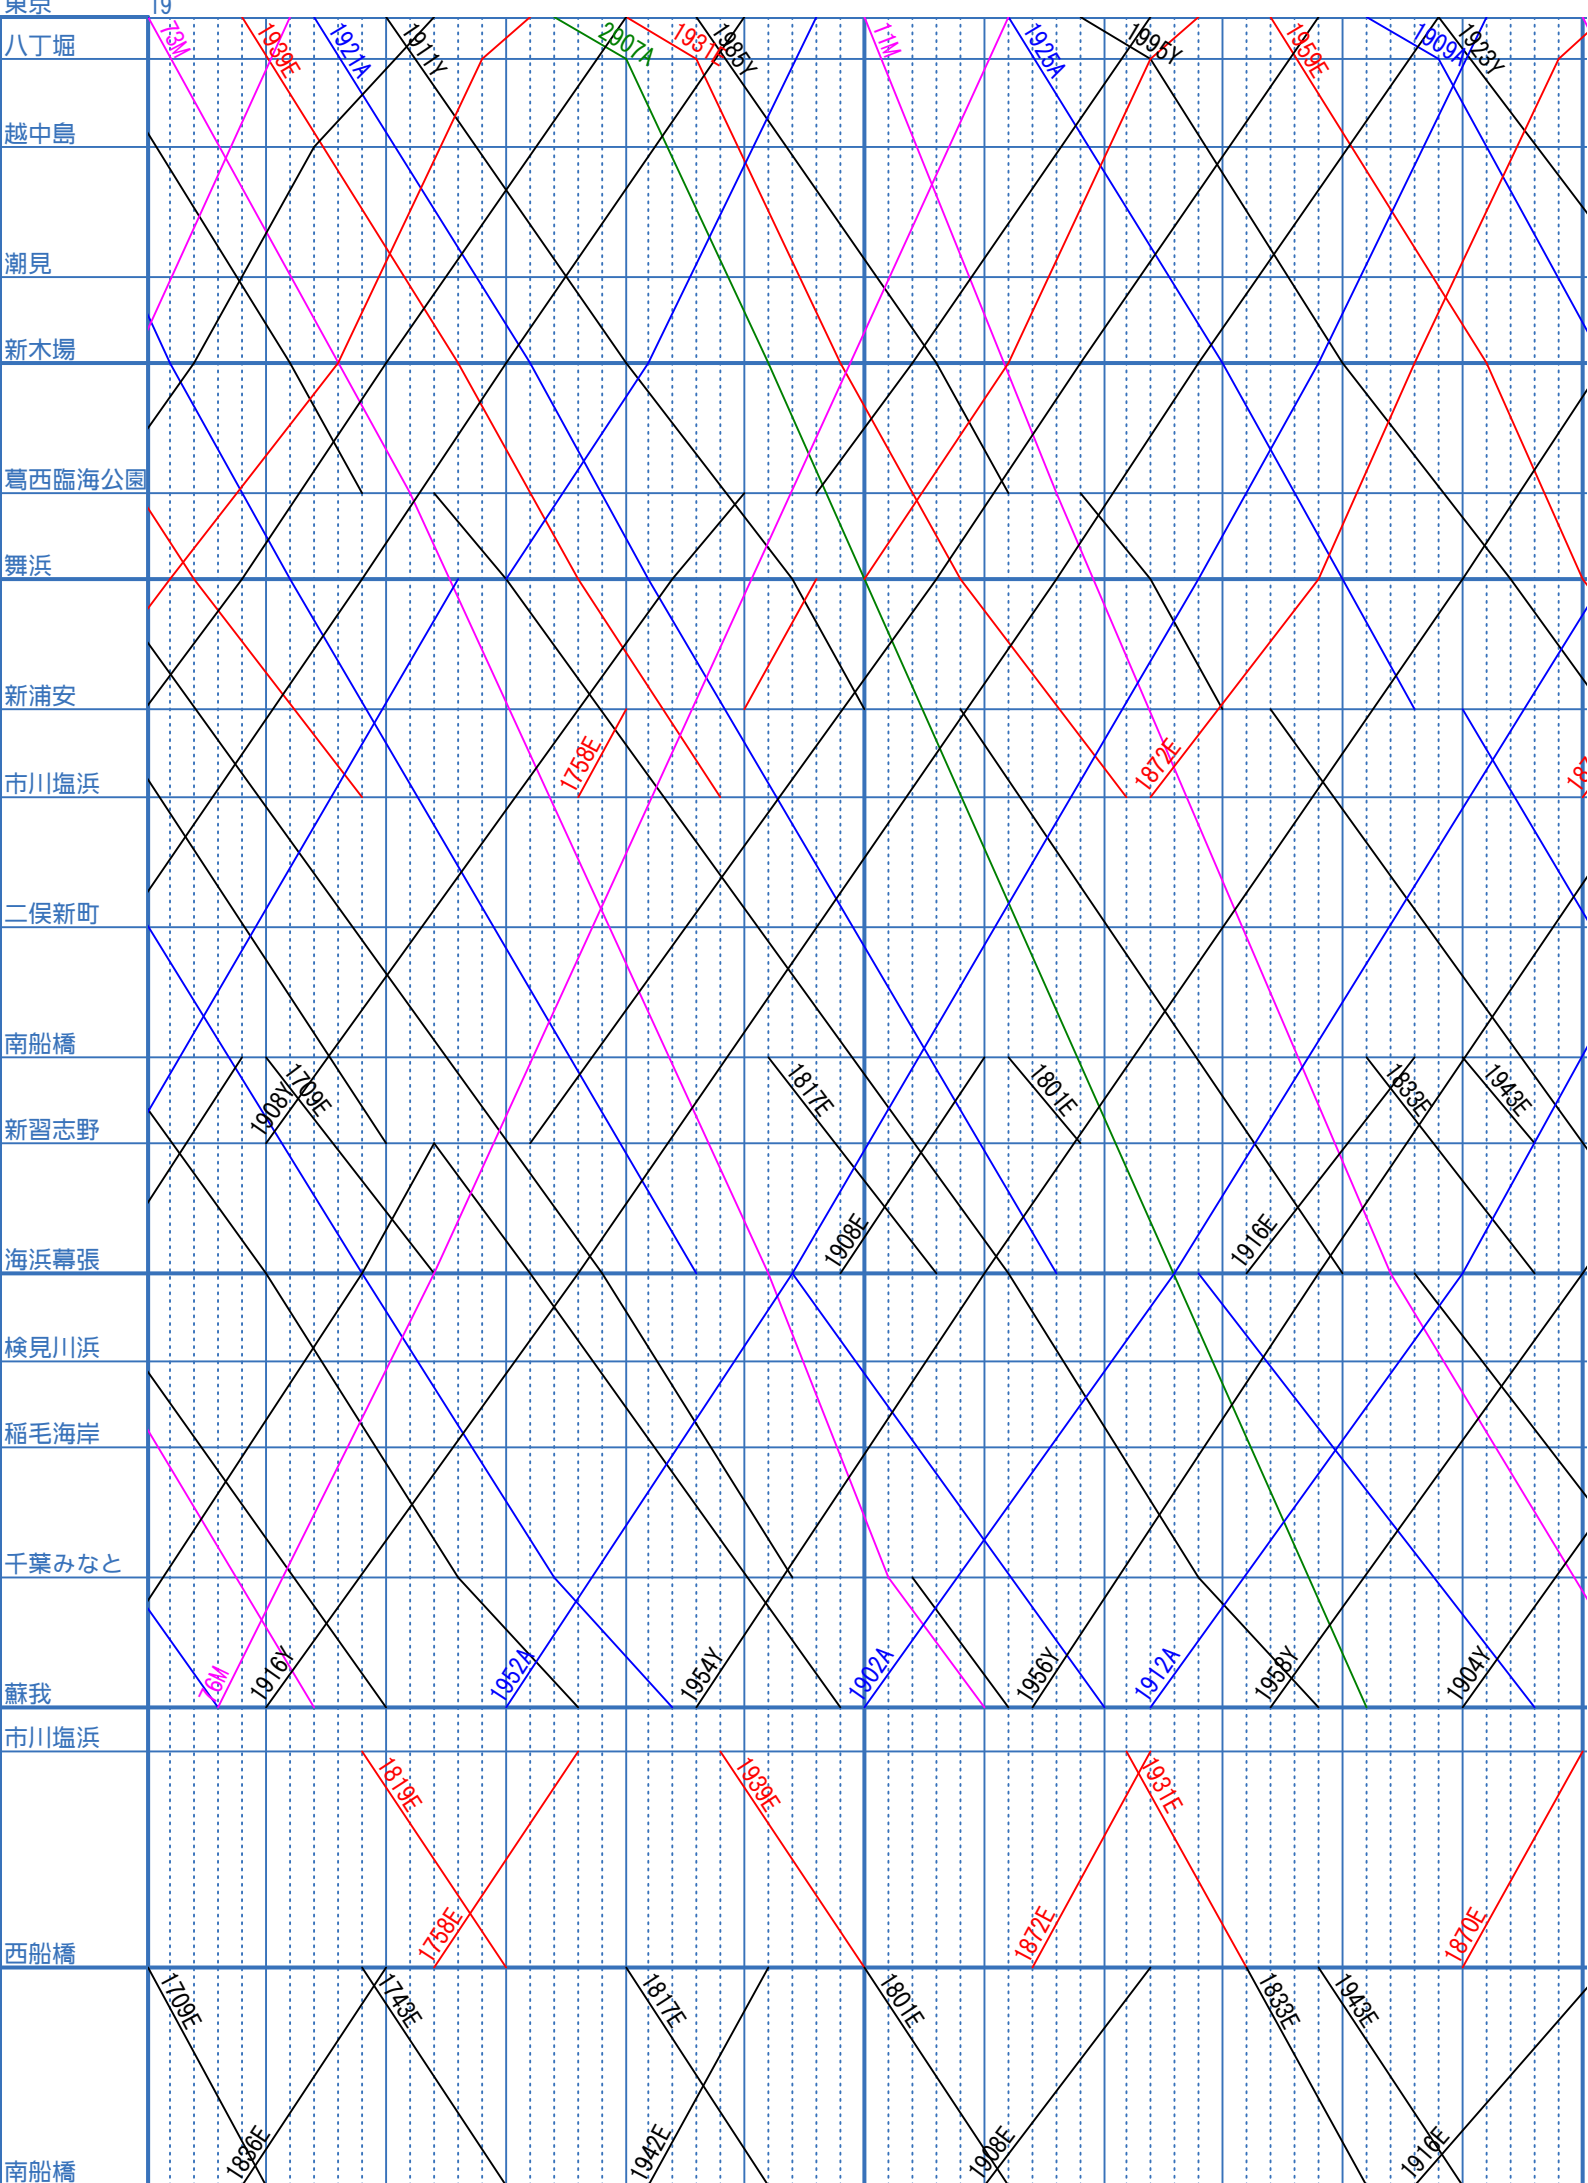 東京 19
八丁堀 73M 1939E 1921A 1911Y 2907A 1931E 1985Y 11M 1925A 1995Y 1959E 1909A 1923Y
越中島
潮見
新木場
葛西臨海公園
舞浜
新浦安
市川塩浜 1758E 1872E
二俣新町
南船橋
新習志野 1908Y 1709E 1817E 1801E 1833E 1943E
海浜幕張 1908E 1916E
検見川浜
稲毛海岸
千葉みなと
蘇我 76M 1916Y 1952A 1954Y 1902A 1956Y 1912A 1958Y 1904Y
市川塩浜
1819E 1939E 1931E
西船橋 1758E 1872E 1870E
1709E 1743E 1817E 1801E 1833E 1943E
南船橋 1836E 1942E 1908E 1916E